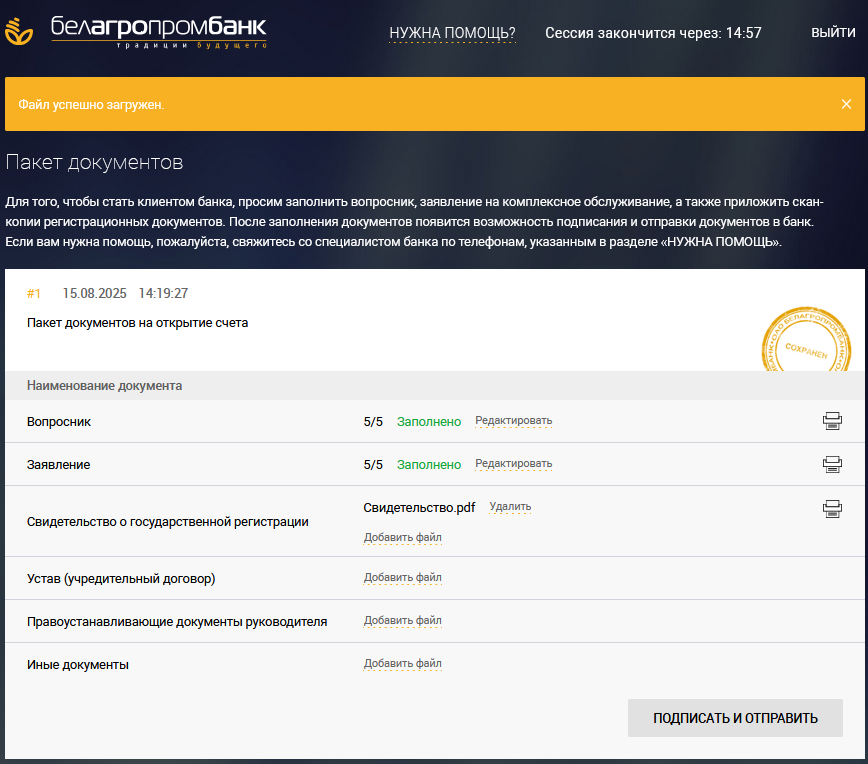 белагропромбанк
традиции будущего
НУЖНА ПОМОЩЬ?
Сессия закончится через: 14:57
ВЫЙТИ
Файл успешно загружен.
Пакет документов
Для того, чтобы стать клиентом банка, просим заполнить вопросник, заявление на комплексное обслуживание, а также приложить скан-
копии регистрационных документов. После заполнения документов появится возможность подписания и отправки документов в банк.
Если вам нужна помощь, пожалуйста, свяжитесь со специалистом банка по телефонам, указанным в разделе «НУЖНА ПОМОЩЬ».
#1 15.08.2025 14:19:27
Пакет документов на открытие счета
БЕЛАГРОПРОМБАНК
СОХРАНЕН
Наименование документа
Вопросник 5/5 Заполнено Редактировать
Заявление 5/5 Заполнено Редактировать
Свидетельство о государственной регистрации
Свидетельство.pdf Удалить
Добавить файл
Устав (учредительный договор) Добавить файл
Правоустанавливающие документы руководителя Добавить файл
Иные документы Добавить файл
ПОДПИСАТЬ И ОТПРАВИТЬ